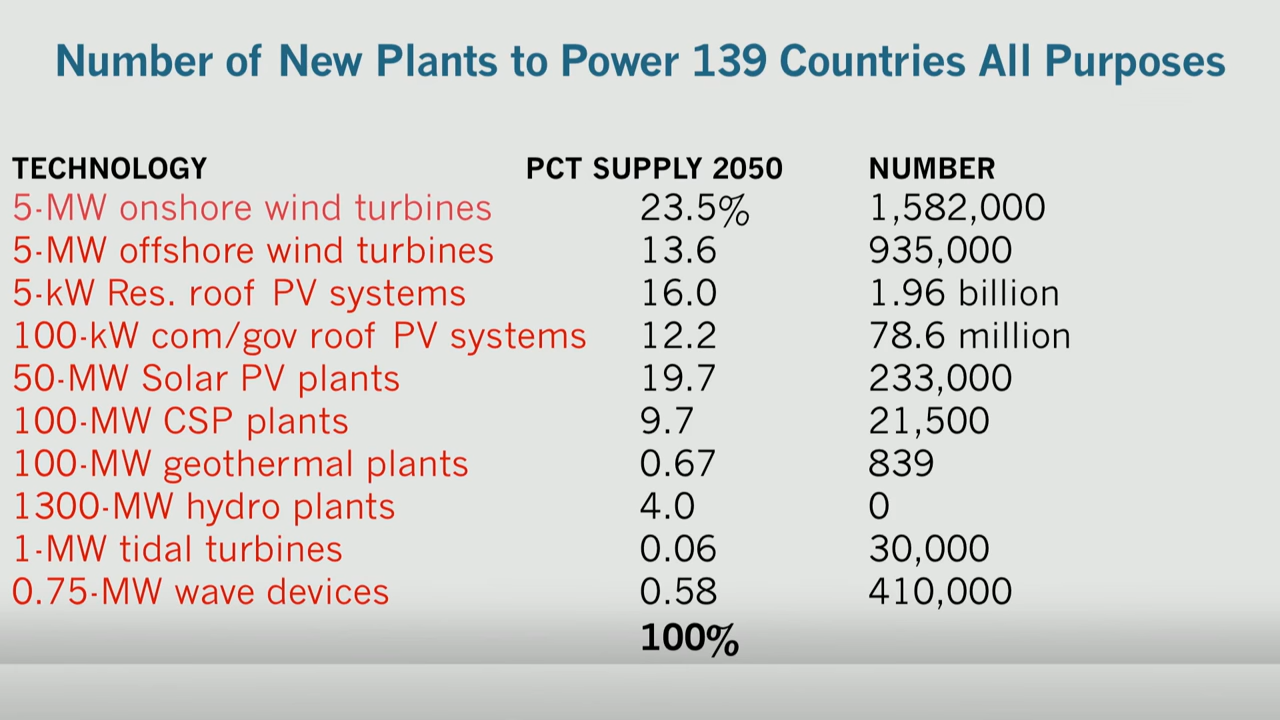 Number of New Plants to Power 139 Countries All Purposes
TECHNOLOGY PCT SUPPLY 2050 NUMBER
5-MW onshore wind turbines 23.5% 1,582,000
5-MW offshore wind turbines 13.6 935,000
5-kW Res. roof PV systems 16.0 1.96 billion
100-kW com/gov roof PV systems 12.2 78.6 million
50-MW Solar PV plants 19.7 233,000
100-MW CSP plants 9.7 21,500
100-MW geothermal plants 0.67 839
1300-MW hydro plants 4.0 0
1-MW tidal turbines 0.06 30,000
0.75-MW wave devices 0.58 410,000
100%